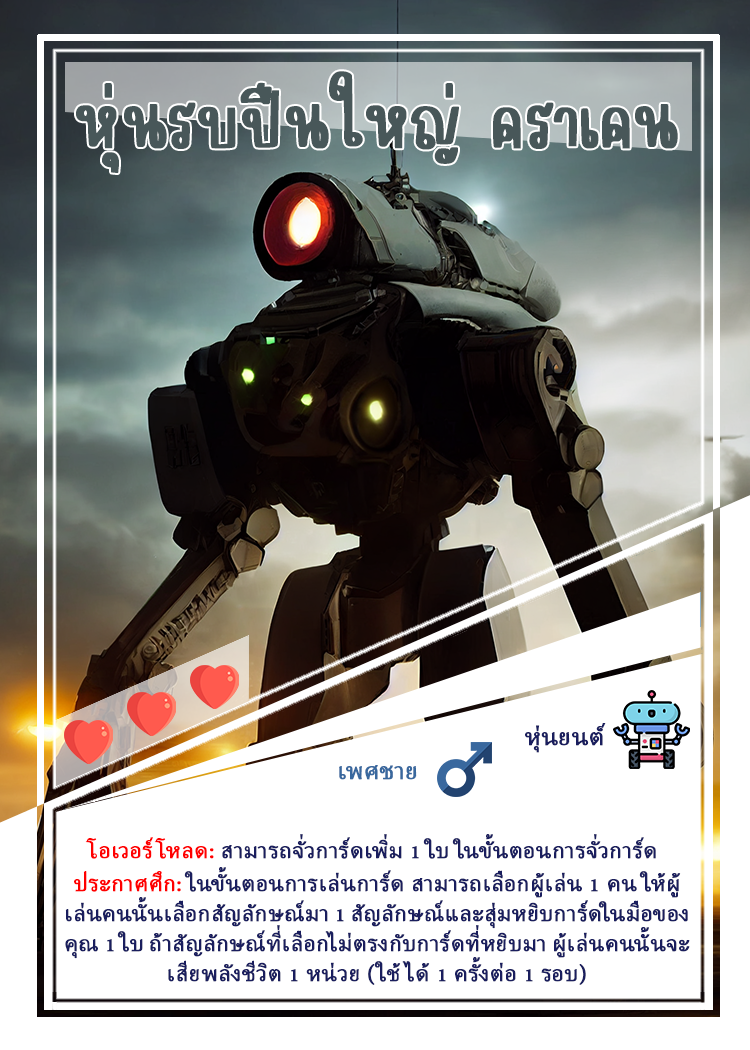 หุ่นรบปืนใหญ่ คราเคน
หุ่นยนต์
เพศชาย
โอเวอร์โหลด: สามารถจั่วการ์ดเพิ่ม 1 ใบ ในขั้นตอนการจั่วการ์ด
ประกาศศึก: ในขั้นตอนการเล่นการ์ด สามารถเลือกผู้เล่น 1 คน ให้ผู้
เล่นคนนั้นเลือกสัญลักษณ์มา 1 สัญลักษณ์และสุ่มหยิบการ์ดในมือของ
คุณ 1 ใบ ถ้าสัญลักษณ์ที่เลือกไม่ตรงกับการ์ดที่หยิบมา ผู้เล่นคนนั้นจะ
เสียพลังชีวิต 1 หน่วย (ใช้ได้ 1 ครั้งต่อ 1 รอบ)